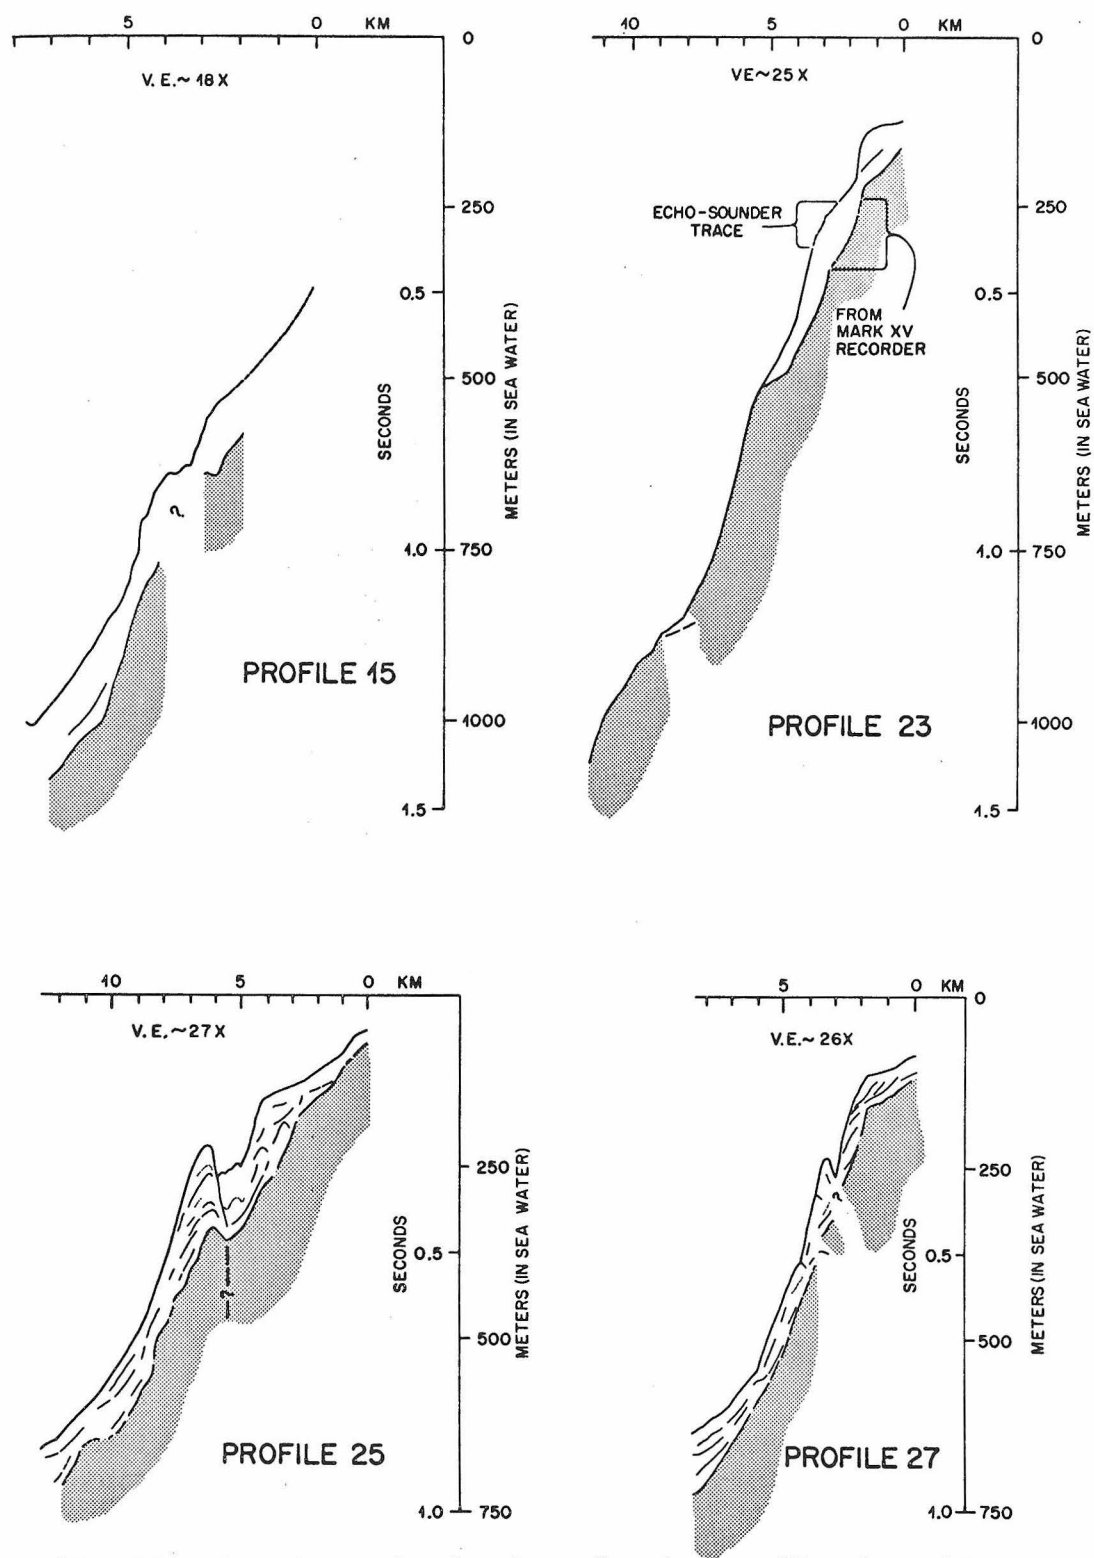 5 0 KM
0
V. E.~ 18 X
250
0.5
500
SECONDS
METERS (IN SEA WATER)
?
1.0
750
PROFILE 15
1000
1.5
10 5 0 KM
0
VE~25X
250
ECHO-SOUNDER
TRACE
0.5
FROM
MARK XV
RECORDER
500
SECONDS
METERS (IN SEA WATER)
1.0
750
PROFILE 23
1000
1.5
10 5 0 KM
V.E.~27X
250
SECONDS
METERS (IN SEA WATER)
0.5
?
500
PROFILE 25
1.0
750
5 0 KM
0
V.E.~ 26X
250
SECONDS
METERS (IN SEA WATER)
0.5
500
PROFILE 27
1.0
750